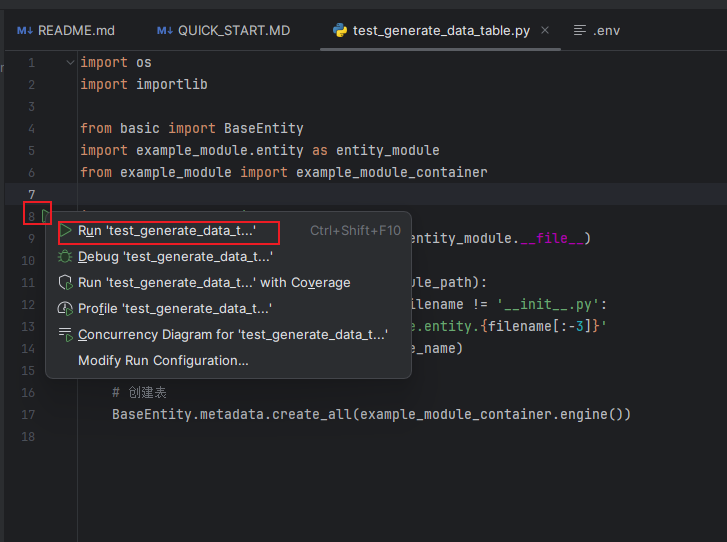 README.md QUICK_START.MD test_generate_data_table.py .env
1 import os
2 import importlib
3
4 from basic import BaseEntity
5 import example_module.entity as entity_module
6 from example_module import example_module_container
7
8
Run 'test_generate_data_t...' Ctrl+Shift+F10
9 entity_module.__file__)
Debug 'test_generate_data_t...'
10
11 ule_path):
Run 'test_generate_data_t...' with Coverage
12 filename != '__init__.py':
Profile 'test_generate_data_t...'
13 e.entity.{filename[:-3]}'
Concurrency Diagram for 'test_generate_data_t...'
14 e_name)
Modify Run Configuration...
16 # 创建表
17 BaseEntity.metadata.create_all(example_module_container.engine())
18